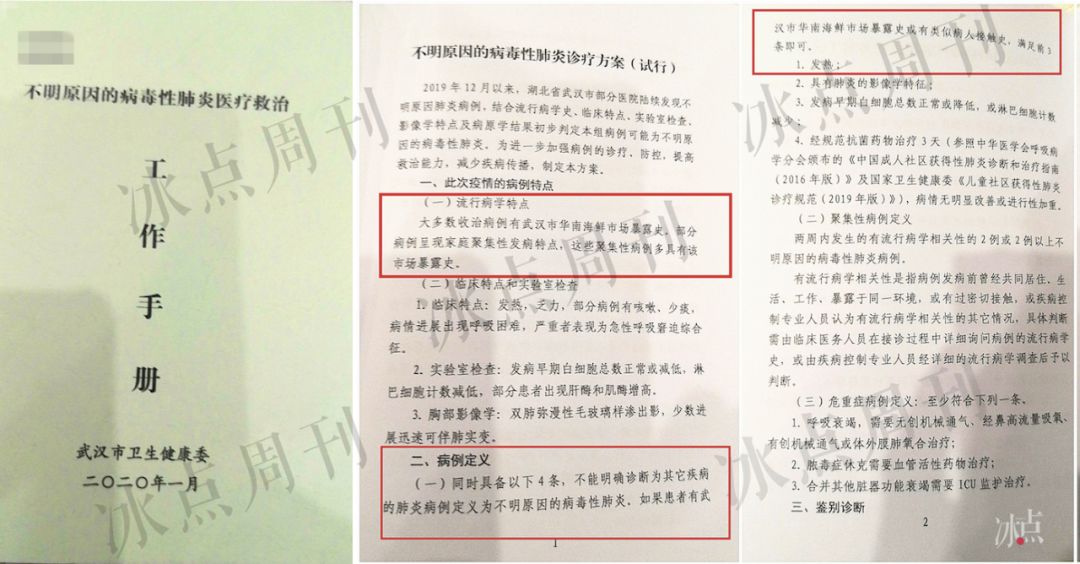 不明原因的病毒性肺炎医疗救治
工
作
手
册
武汉市卫生健康委
二〇二〇年一月
不明原因的病毒性肺炎诊疗方案(试行)
2019 年 12 月以来,湖北省武汉市部分医院陆续发现不
明原因肺炎病例,结合流行病学史、临床特点、实验室检查、
影像学特点及病原学结果初步判定本组病例可能为不明原因
的病毒性肺炎。为进一步加强病例的诊疗、防控,提高
救治能力,减少疾病传播,制定本方案。
一、此次疫情的病例特点
(一)流行病学特点
大多数收治病例有武汉市华南海鲜市场暴露史。部分
病例呈现家庭聚集性发病特点,这些聚集性病例多具有该
市场暴露史。
(二)临床特点和实验室检查
1. 临床特点:发热,乏力,部分病例有咳嗽、少痰,
病情进展出现呼吸困难,严重者表现为急性呼吸窘迫综合
征。
2. 实验室检查:发病早期白细胞总数正常或减低,淋
巴细胞计数减低,部分患者出现肝酶和肌酶增高。
3. 胸部影像学:双肺弥漫性毛玻璃样渗出影,少数进
展迅速可伴肺实变。
二、病例定义
(一)同时具备以下 4 条,不能明确诊断为其它疾病
的肺炎病例定义为不明原因的病毒性肺炎。如果患者有武
1
汉市华南海鲜市场暴露史或有类似病人接触史,满足前 3
条即可。
1. 发热;
2. 具有肺炎的影像学特征;
3. 发病早期白细胞总数正常或降低,或淋巴细胞计数
减少;
4. 经规范抗菌药物治疗 3 天(参照中华医学会呼吸病
学分会颁布的《中国成人社区获得性肺炎诊断和治疗指南
(2016 年版)》及国家卫生健康委《儿童社区获得性肺炎
诊疗规范(2019 年版)》),病情无明显改善或进行性加重。
(二)聚集性病例定义
两周内发生的有流行病学相关性的 2 例或 2 例以上不
明原因的病毒性肺炎病例。
有流行病学相关性是指病例发病前曾经共同居住、生
活、工作、暴露于同一环境,或有过密切接触,或疾病控
制专业人员认为有流行病学相关性的其它情况,具体判断
需由临床医务人员在接诊过程中详细询问病例的流行病学
史,或由疾病控制专业人员经详细的流行病学调查后予以
判断。
(三)危重症病例定义:至少符合下列一条。
1. 呼吸衰竭,需要无创机械通气、经鼻高流量吸氧、
有创机械通气或体外膜肺氧合治疗;
2. 脓毒症休克需要血管活性药物治疗;
3. 合并其他脏器功能衰竭需要 ICU 监护治疗。
三、鉴别诊断
2
冰点周刊
冰点周刊
冰点周刊
冰点周刊
冰点周刊
冰点